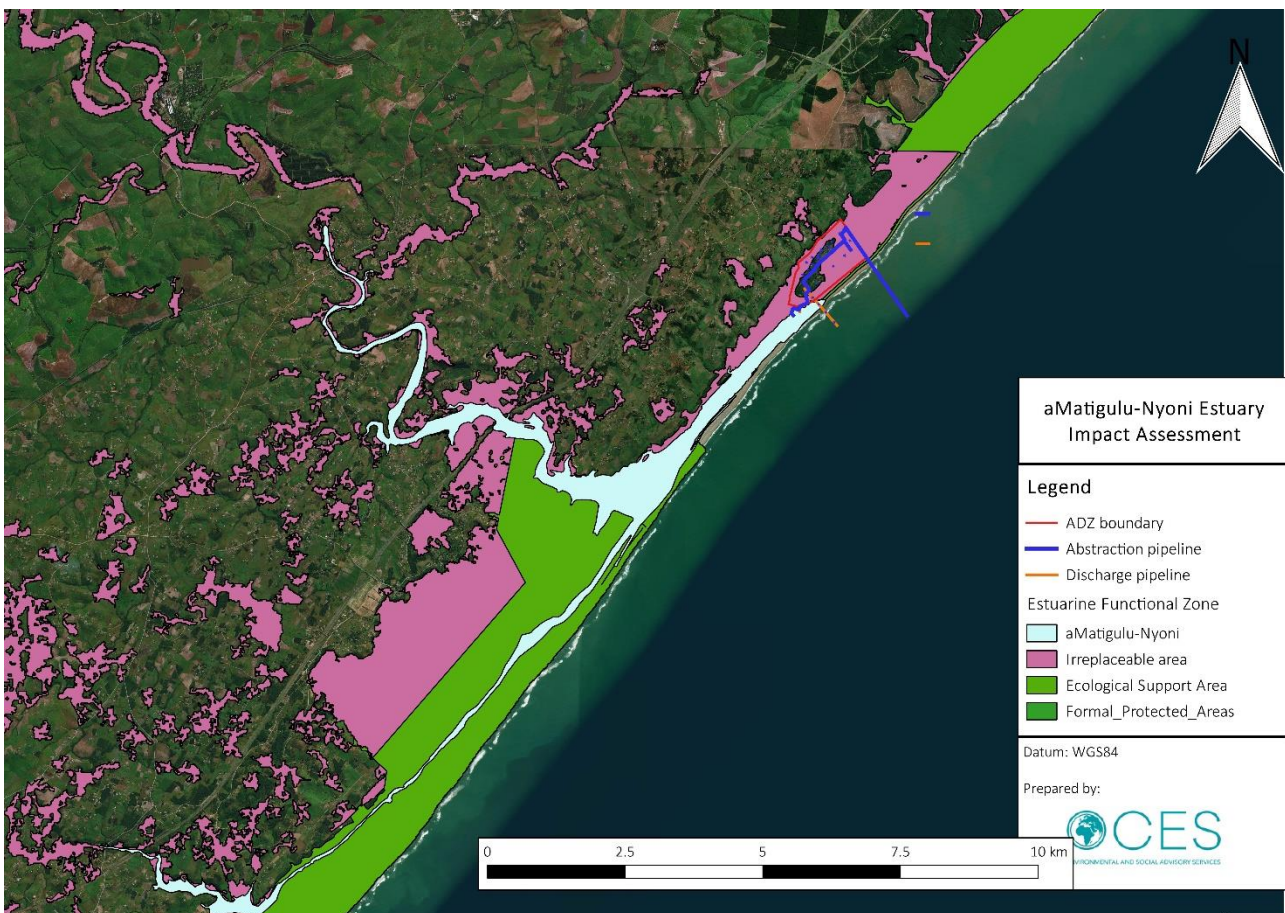 N
aMatigulu-Nyoni Estuary
Impact Assessment
Legend
ADZ boundary
Abstraction pipeline
Discharge pipeline
Estuarine Functional Zone
aMatigulu-Nyoni
Irreplaceable area
Ecological Support Area
Formal_Protected_Areas
Datum: WGS84
Prepared by:
CES
NVIRONMENTAL AND SOCIAL ADVISORY SERVICES
0 2.5 5 7.5 10 km